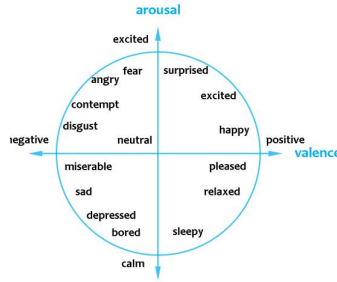 arousal
excited
fear
surprised
angry
excited
contempt
disgust
happy
neutral
negative
positive
valence
miserable
pleased
sad
relaxed
depressed
bored
sleepy
calm